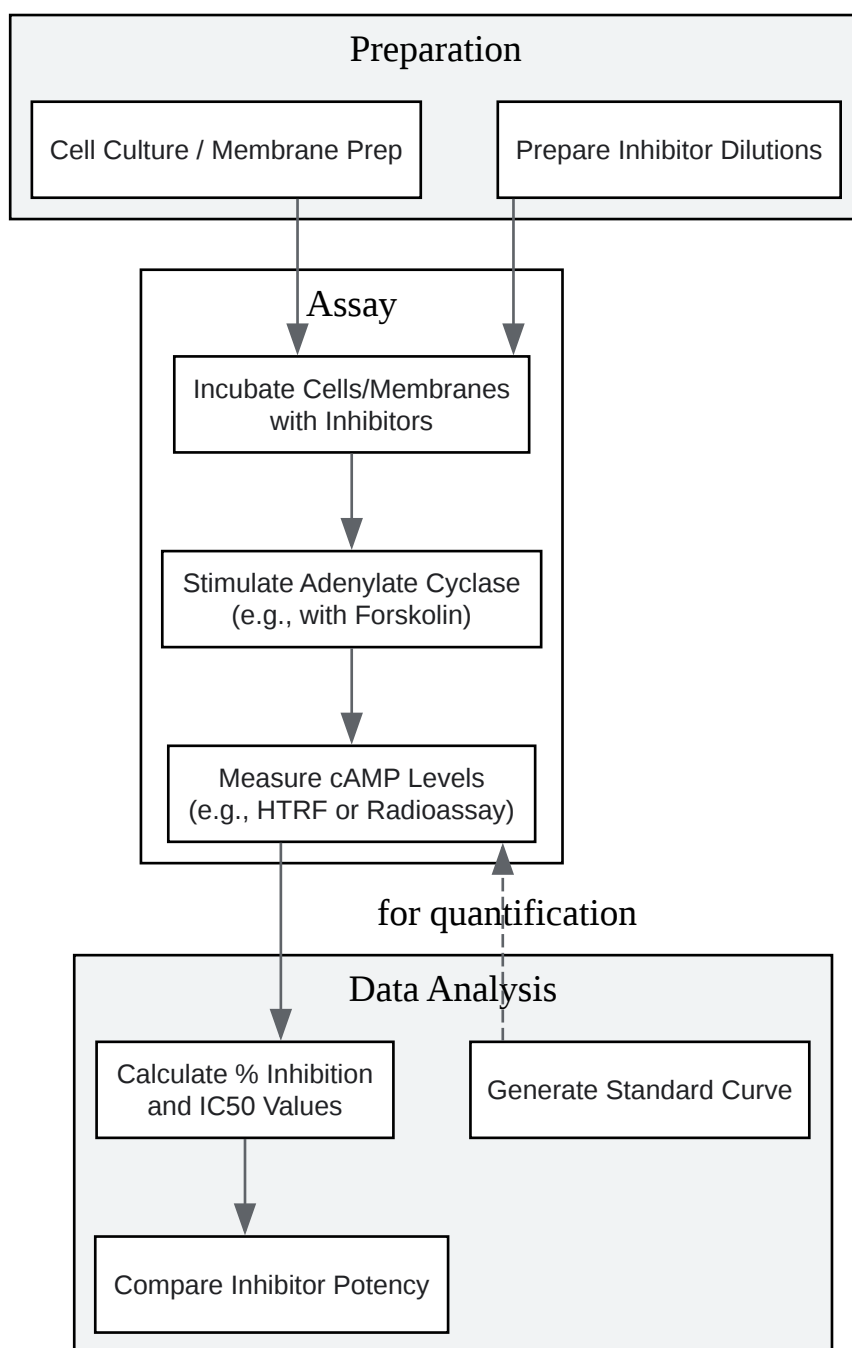 Preparation
Cell Culture / Membrane Prep
Prepare Inhibitor Dilutions
Assay
Incubate Cells/Membranes
with Inhibitors
Stimulate Adenylate Cyclase
(e.g., with Forskolin)
Measure cAMP Levels
(e.g., HTRF or Radioassay)
for quantification
Data Analysis
Calculate % Inhibition
and IC50 Values
Generate Standard Curve
Compare Inhibitor Potency